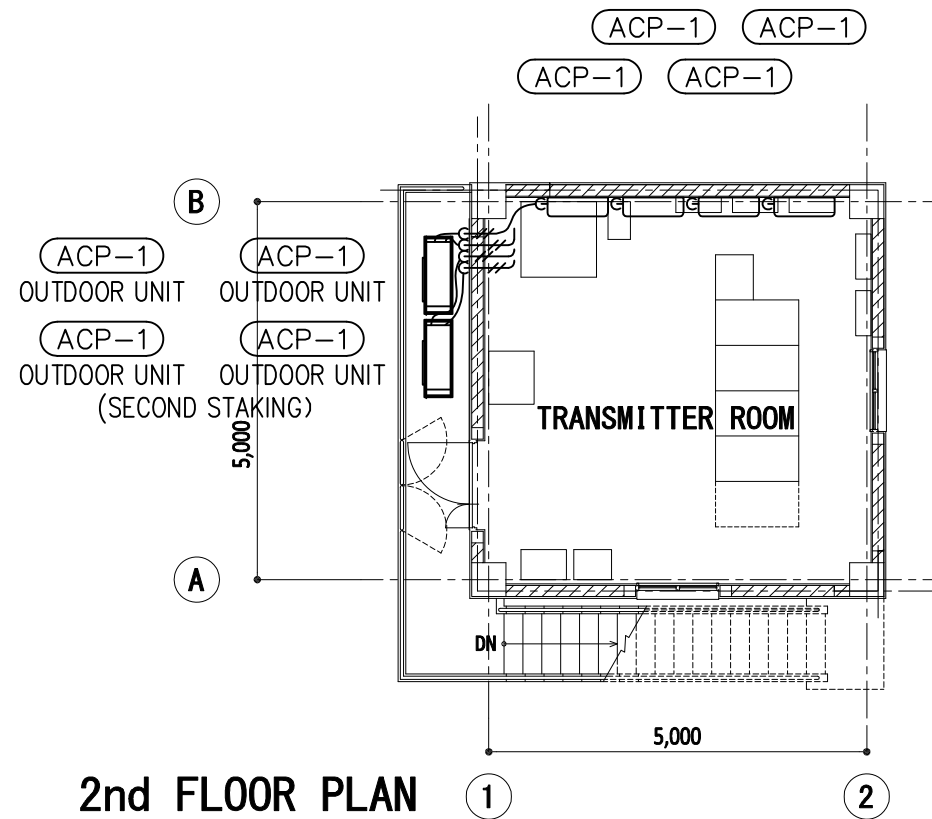 ACP-1 ACP-1
ACP-1 ACP-1
B
ACP-1 ACP-1
OUTDOOR UNIT OUTDOOR UNIT
ACP-1 ACP-1
OUTDOOR UNIT OUTDOOR UNIT
(SECOND STAKING)
TRANSMITTER ROOM
5,000
A
DN
5,000
2nd FLOOR PLAN
1
2